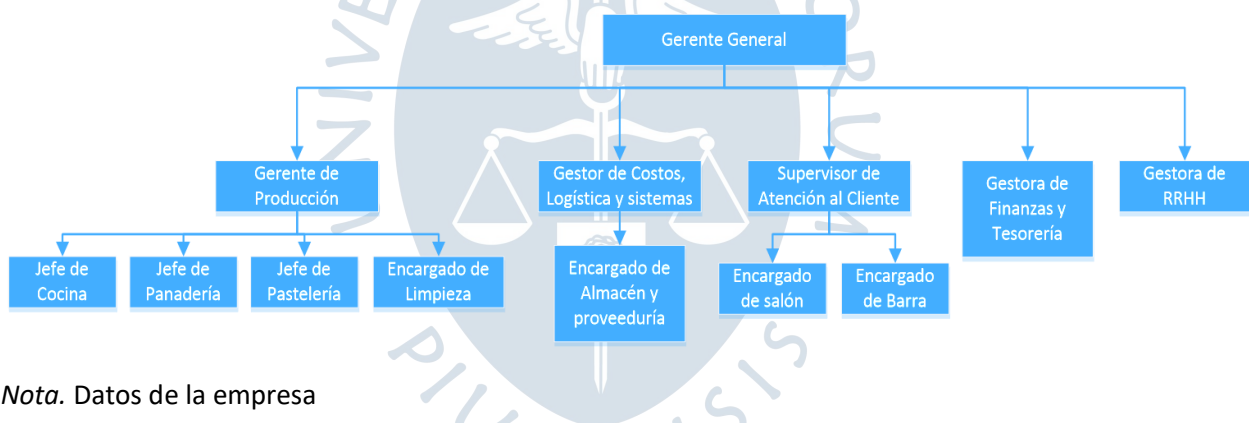 Gerente General
Gerente de
Producción
Gestor de Costos,
Logística y sistemas
Supervisor de
Atención al Cliente
Gestora de
Finanzas y
Tesorería
Gestora de
RRHH
Jefe de
Cocina
Jefe de
Panadería
Jefe de
Pastelería
Encargado de
Limpieza
Encargado de
Almacén y
proveeduría
Encargado
de salón
Encargado
de Barra
Nota. Datos de la empresa